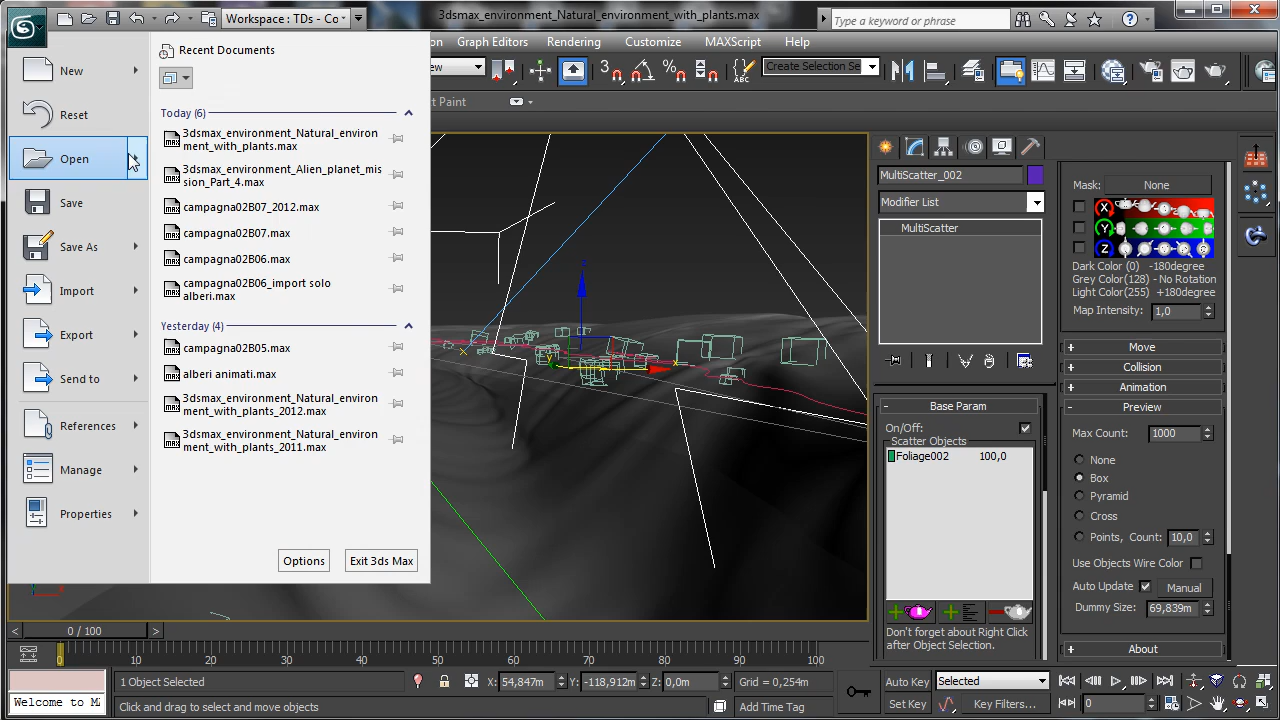 Workspace : TDs - Co
3dsmax_environment_Natural_environment_with_plants.max
Type a keyword or phrase
Graph Editors
Rendering
Customize
MAXScript
Help
Create Selection Se
t Paint
New
Reset
Open
Save
Save As
Import
Export
Send to
References
Manage
Properties
Recent Documents
Today (6)
3dsmax_environment_Natural_environ
ment_with_plants.max
3dsmax_environment_Alien_planet_mis
sion_Part_4.max
campagna02B07_2012.max
campagna02B07.max
campagna02B06.max
campagna02B06_import solo
alberi.max
Yesterday (4)
campagna02B05.max
alberi animati.max
3dsmax_environment_Natural_environ
ment_with_plants_2012.max
3dsmax_environment_Natural_environ
ment_with_plants_2011.max
Options
Exit 3ds Max
MultiScatter_002
Modifier List
MultiScatter
Base Param
On/Off:
Scatter Objects
Foliage002 100,0
Don't forget about Right Click
after Object Selection.
Mask: None
X
Y
Z
Dark Color (0) -180degree
Grey Color(128) - No Rotation
Light Color(255) +180degree
Map Intensity: 1,0
+ Move
+ Collision
+ Animation
- Preview
Max Count: 1000
None
Box
Pyramid
Cross
Points, Count: 10,0
Use Objects Wire Color
Auto Update Manual
Dummy Size: 69,839m
+ About
< 0 / 100 >
0 10 20 30 40 50 60 70 80 90 100
1 Object Selected
X: 54,847m Y: -118,912m Z: 0,0m
Grid = 0,254m
Auto Key
Selected
Welcome to M
Click and drag to select and move objects
Add Time Tag
Set Key
Key Filters...
0